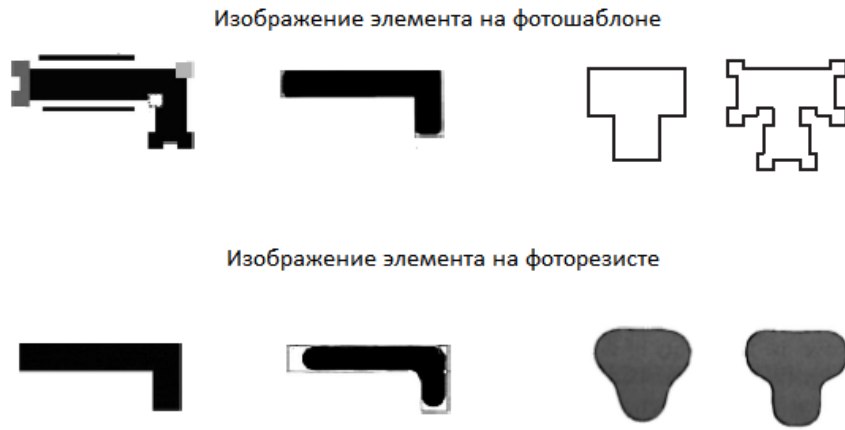 Изображение элемента на фотошаблоне
Изображение элемента на фоторезисте